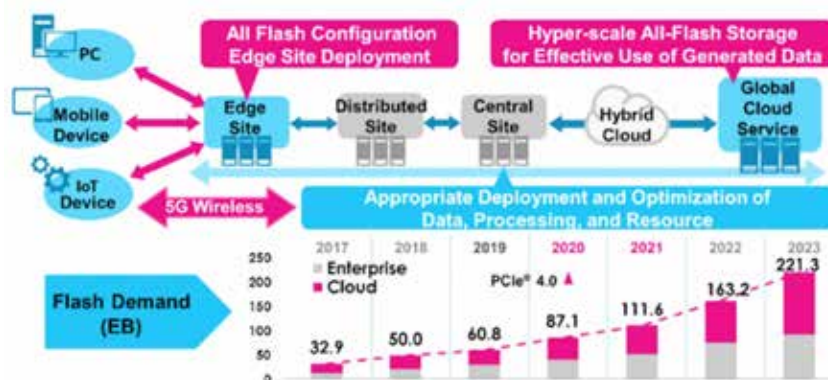 All Flash Configuration
Edge Site Deployment
Hyper-scale All-Flash Storage
for Effective Use of Generated Data
PC
Mobile
Device
IoT
Device
Edge
Site
Distributed
Site
Central
Site
Hybrid
Cloud
Global
Cloud
Service
5G Wireless
Appropriate Deployment and Optimization of
Data, Processing, and Resource
Flash Demand
(EB)
2017 2018 2019 2020 2021 2022 2023
250
200
150
100
50
0
Enterprise
Cloud
PCIe® 4.0
32.9 50.0 60.8 87.1 111.6 163.2 221.3